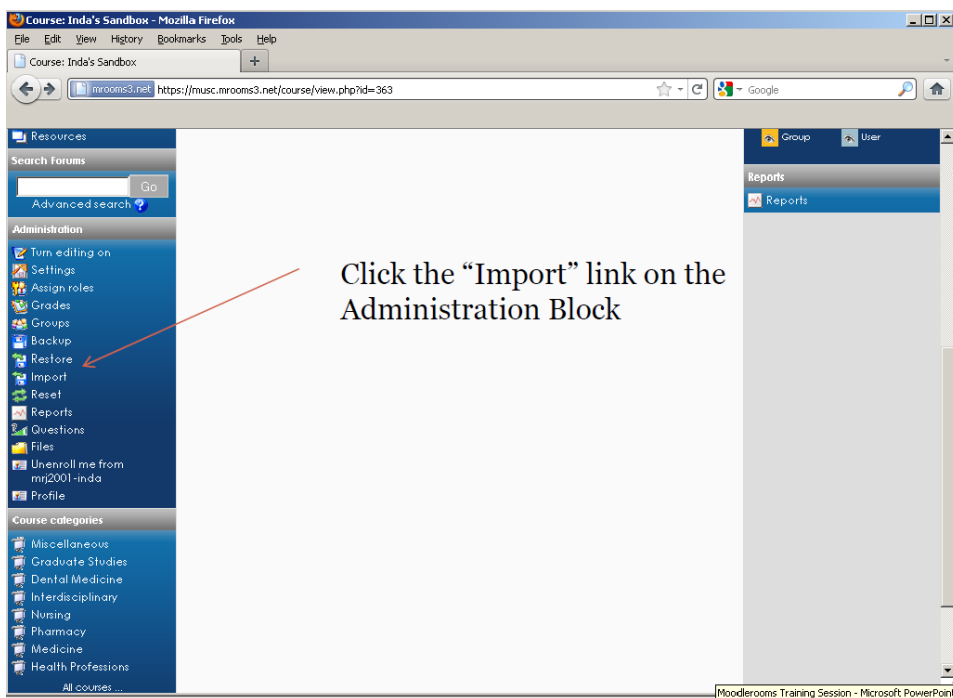 Course: Inda's Sandbox - Mozilla Firefox
File Edit View History Bookmarks Tools Help
Course: Inda's Sandbox
mrooms3.net https://musc.mrooms3.net/course/view.php?id=363
Google
Resources
Search Forums
Go
Advanced search ?
Administration
Turn editing on
Settings
Assign roles
Grades
Groups
Backup
Restore
Import
Reset
Reports
Questions
Files
Unenroll me from
mrj2001-inda
Profile
Course categories
Miscellaneous
Graduate Studies
Dental Medicine
Interdisciplinary
Nursing
Pharmacy
Medicine
Health Professions
All courses ...
Click the “Import” link on the
Administration Block
Group User
Reports
Reports
Moodlerooms Training Session - Microsoft PowerPoint